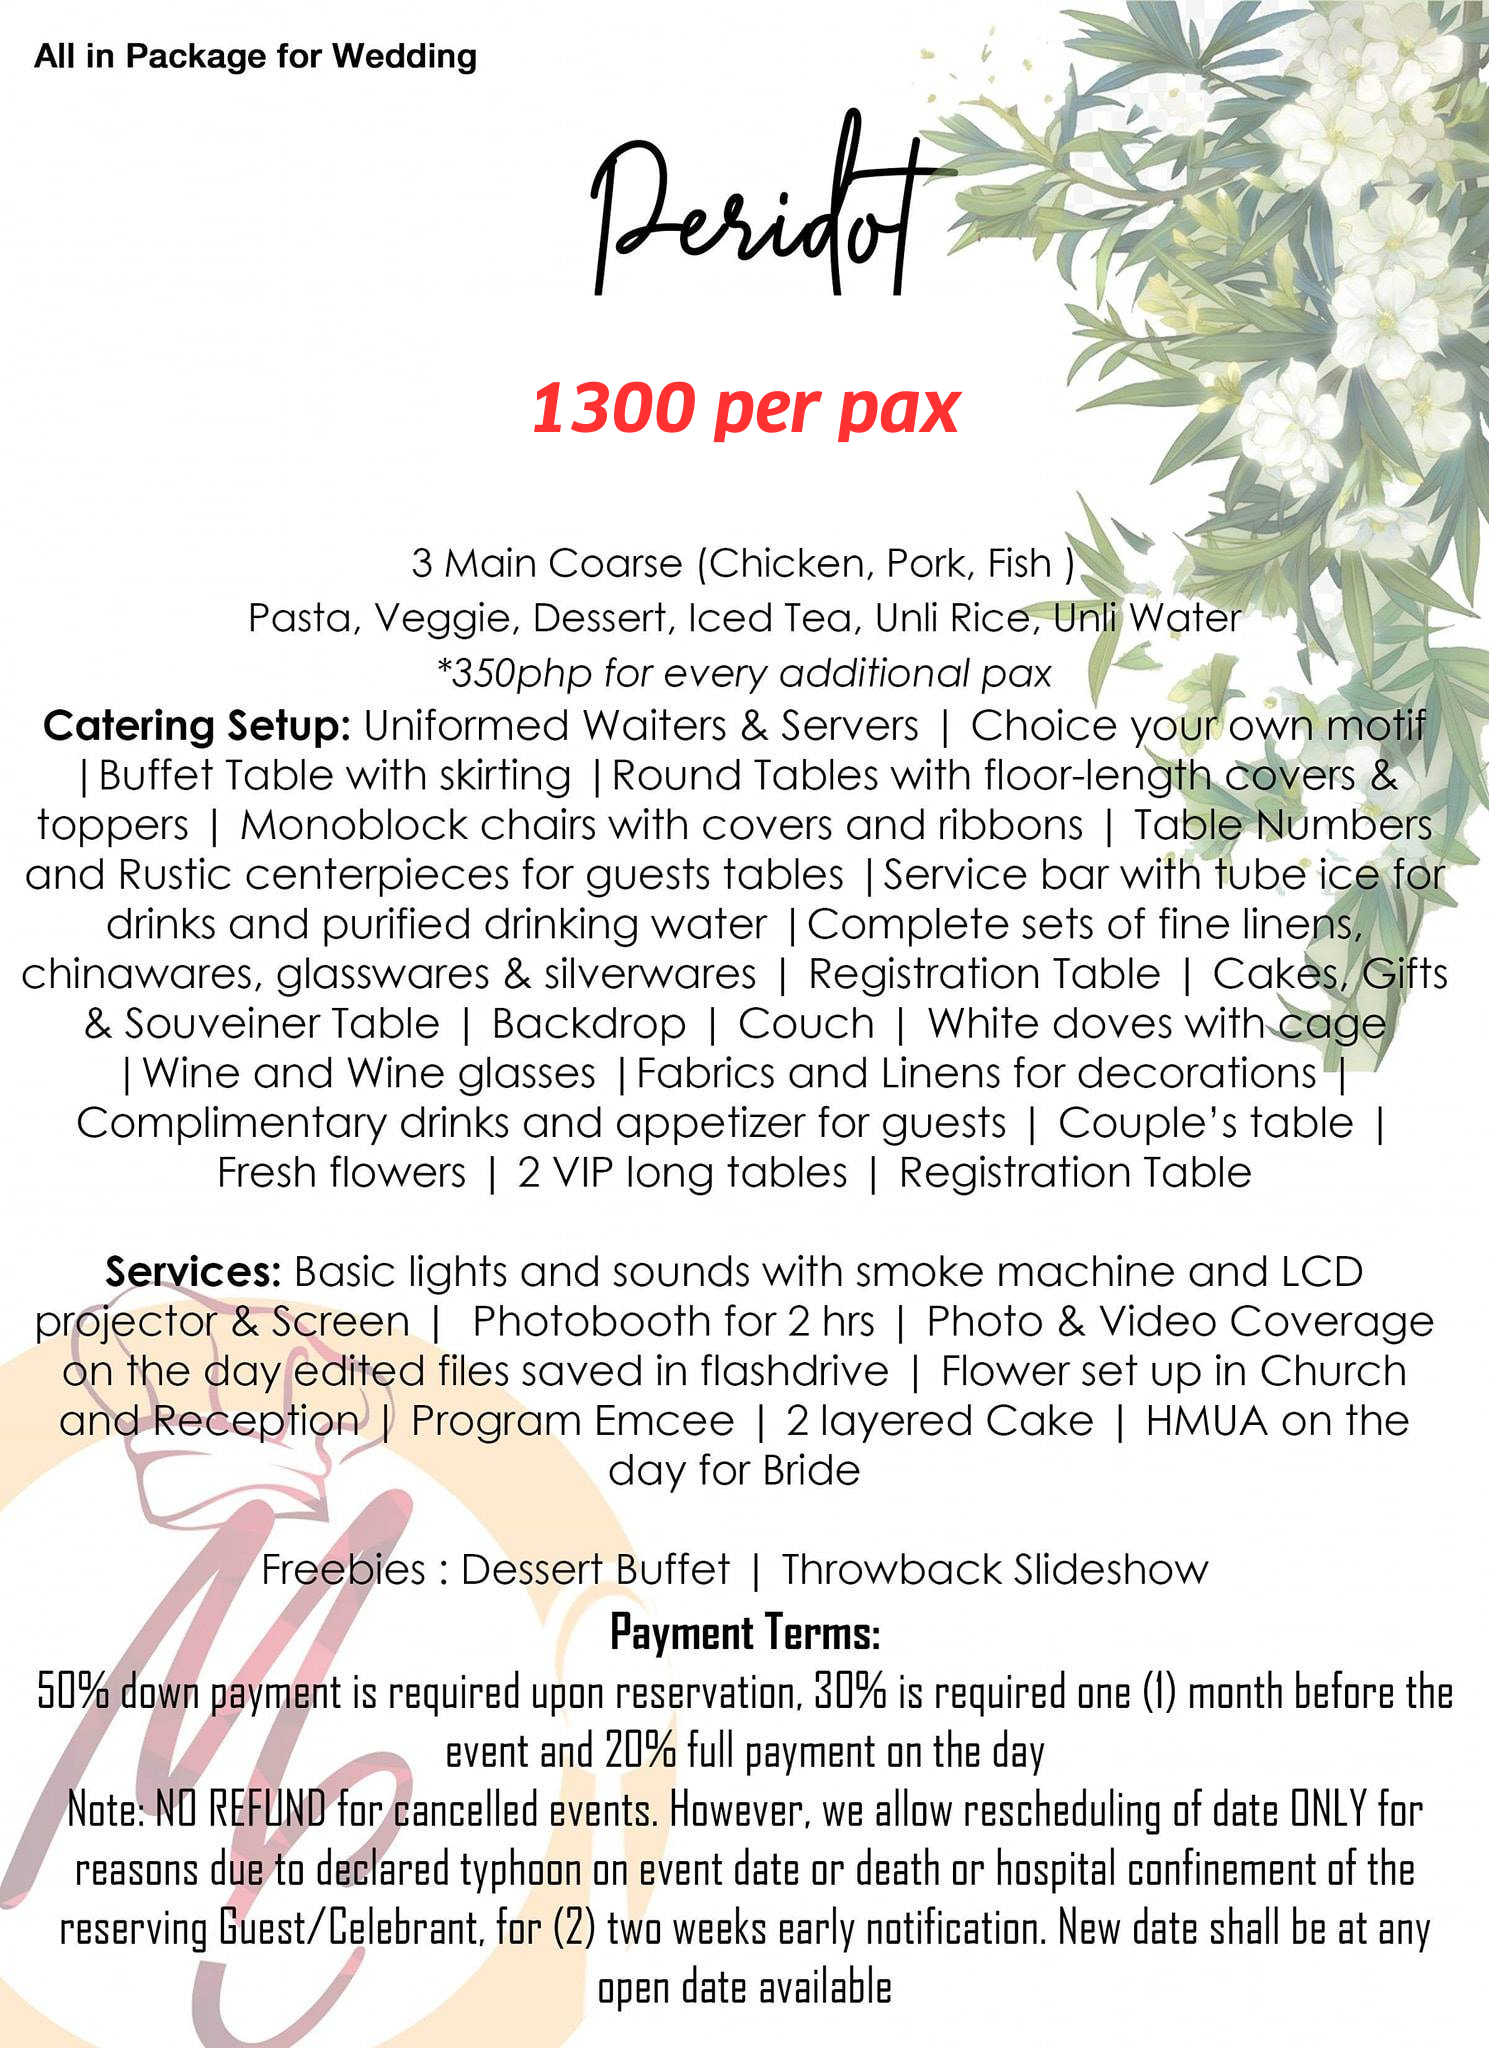 All in Package for Wedding
Peridot
1300 per pax
3 Main Coarse (Chicken, Pork, Fish )
Pasta, Veggie, Dessert, Iced Tea, Unli Rice, Unli Water
*350php for every additional pax
Catering Setup: Uniformed Waiters & Servers | Choice your own motif
|Buffet Table with skirting |Round Tables with floor-length covers &
toppers | Monoblock chairs with covers and ribbons | Table Numbers
and Rustic centerpieces for guests tables |Service bar with tube ice for
drinks and purified drinking water |Complete sets of fine linens,
chinawares, glasswares & silverwares | Registration Table | Cakes, Gifts
& Souveiner Table | Backdrop | Couch | White doves with cage
|Wine and Wine glasses |Fabrics and Linens for decorations |
Complimentary drinks and appetizer for guests | Couple’s table |
Fresh flowers | 2 VIP long tables | Registration Table
Services: Basic lights and sounds with smoke machine and LCD
projector & Screen | Photobooth for 2 hrs | Photo & Video Coverage
on the day edited files saved in flashdrive | Flower set up in Church
and Reception | Program Emcee | 2 layered Cake | HMUA on the
day for Bride
Freebies : Dessert Buffet | Throwback Slideshow
Payment Terms:
50% down payment is required upon reservation, 30% is required one (1) month before the
event and 20% full payment on the day
Note: NO REFUND for cancelled events. However, we allow rescheduling of date ONLY for
reasons due to declared typhoon on event date or death or hospital confinement of the
reserving Guest/Celebrant, for (2) two weeks early notification. New date shall be at any
open date available